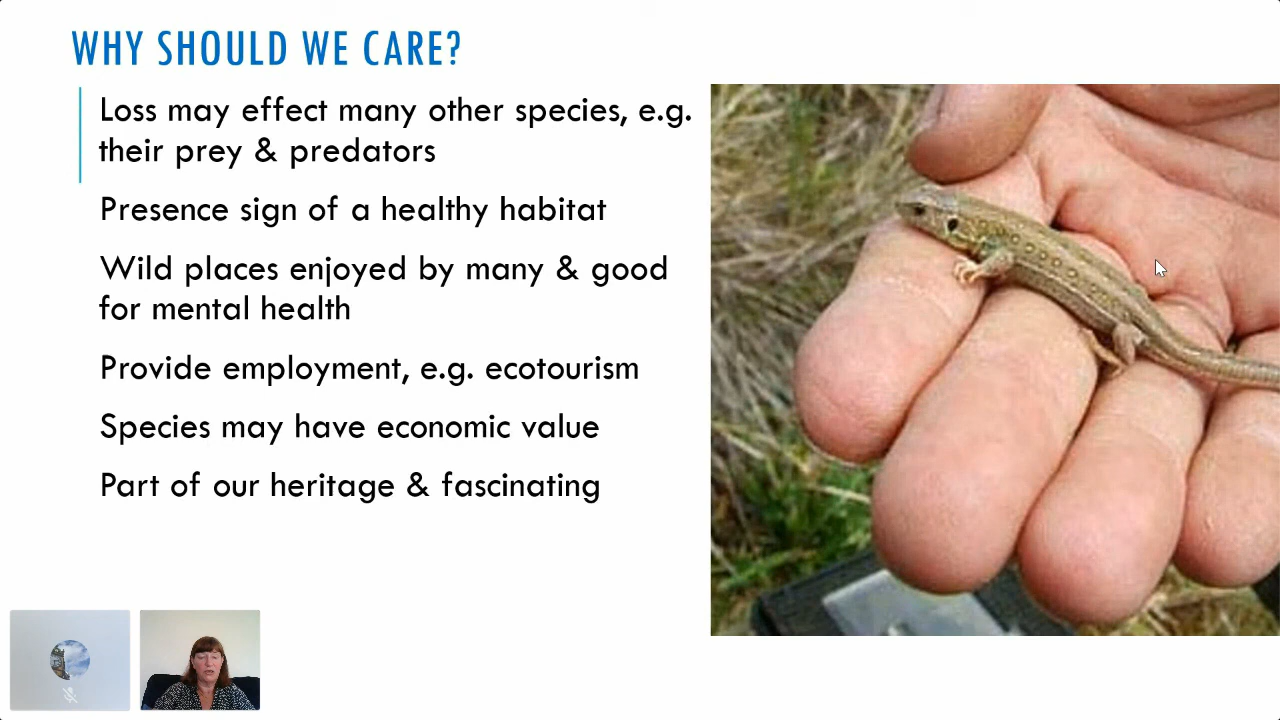 WHY SHOULD WE CARE?
Loss may effect many other species, e.g.
their prey & predators
Presence sign of a healthy habitat
Wild places enjoyed by many & good
for mental health
Provide employment, e.g. ecotourism
Species may have economic value
Part of our heritage & fascinating